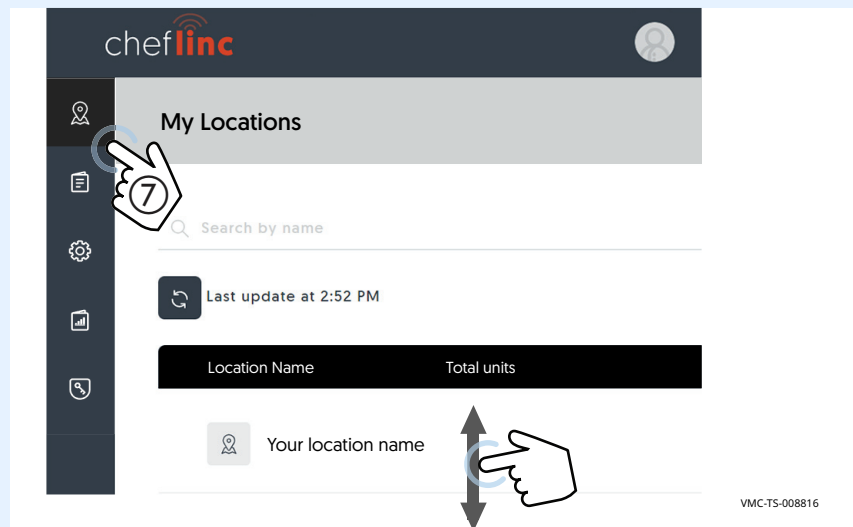 cheflinc
My Locations
7
Search by name
Last update at 2:52 PM
Location Name Total units
Your location name
VMC-TS-008816